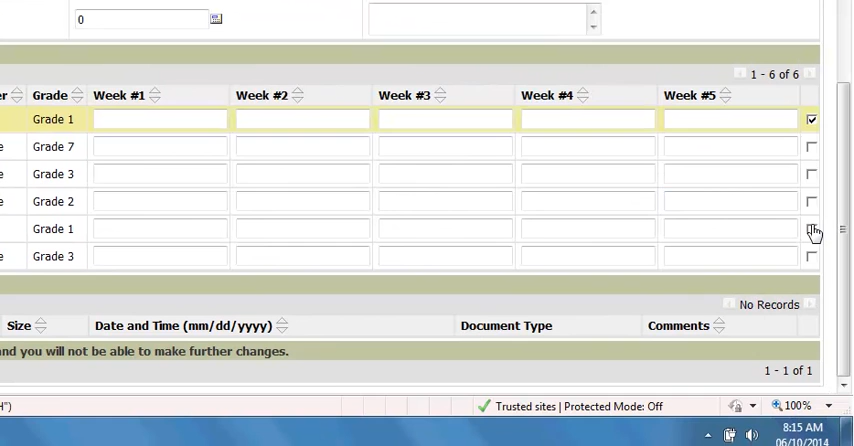 0
1 - 6 of 6
er Grade Week #1 Week #2 Week #3 Week #4 Week #5
Grade 1
e Grade 7
Grade 3
e Grade 2
Grade 1
e Grade 3
No Records
Size Date and Time (mm/dd/yyyy) Document Type Comments
and you will not be able to make further changes.
1 - 1 of 1
H") Trusted sites | Protected Mode: Off 100%
8:15 AM
06/10/2014